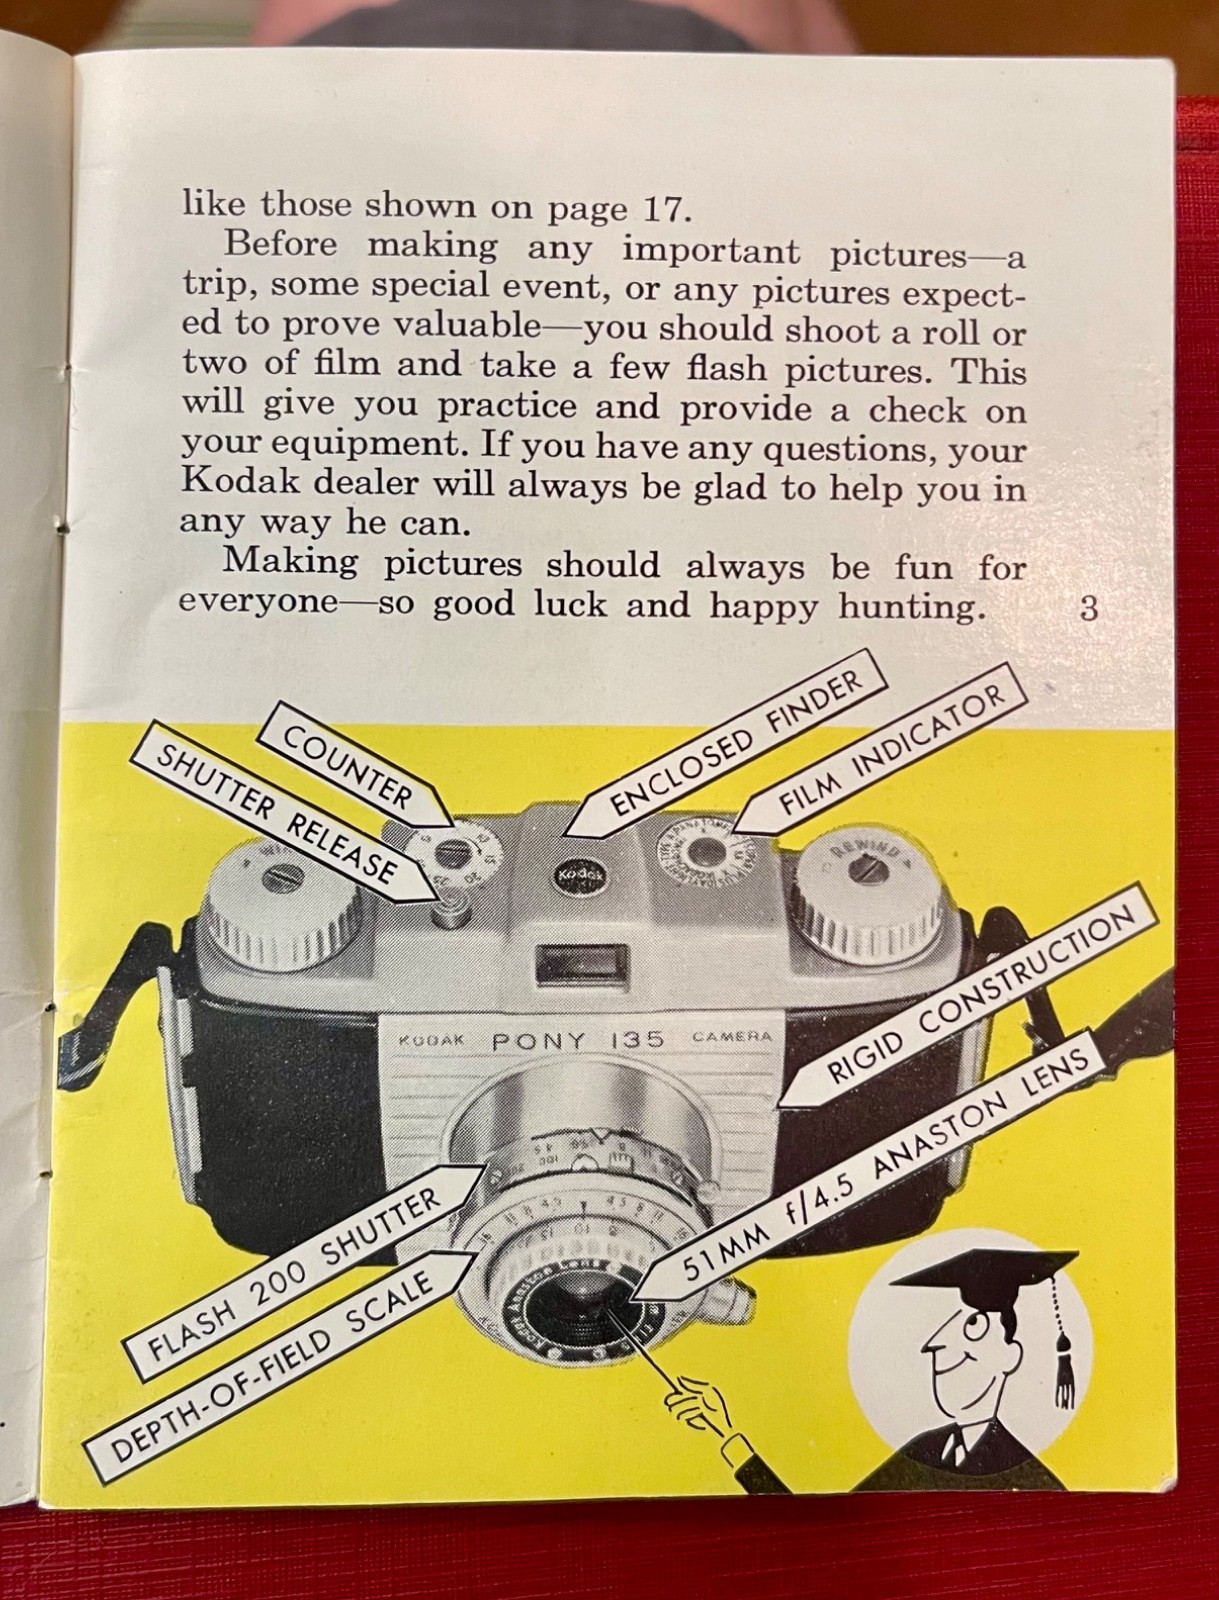 like those shown on page 17.
Before making any important pictures—a
trip, some special event, or any pictures expect-
ed to prove valuable—you should shoot a roll or
two of film and take a few flash pictures. This
will give you practice and provide a check on
your equipment. If you have any questions, your
Kodak dealer will always be glad to help you in
any way he can.
Making pictures should always be fun for
everyone—so good luck and happy hunting.
3
ENCLOSED FINDER
FILM INDICATOR
COUNTER
SHUTTER RELEASE
REWIND
Kodak
RIGID CONSTRUCTION
KODAK PONY 135 CAMERA
51MM f/4.5 ANASTON LENS
FLASH 200 SHUTTER
DEPTH-OF-FIELD SCALE
Kodak Anaston Lens